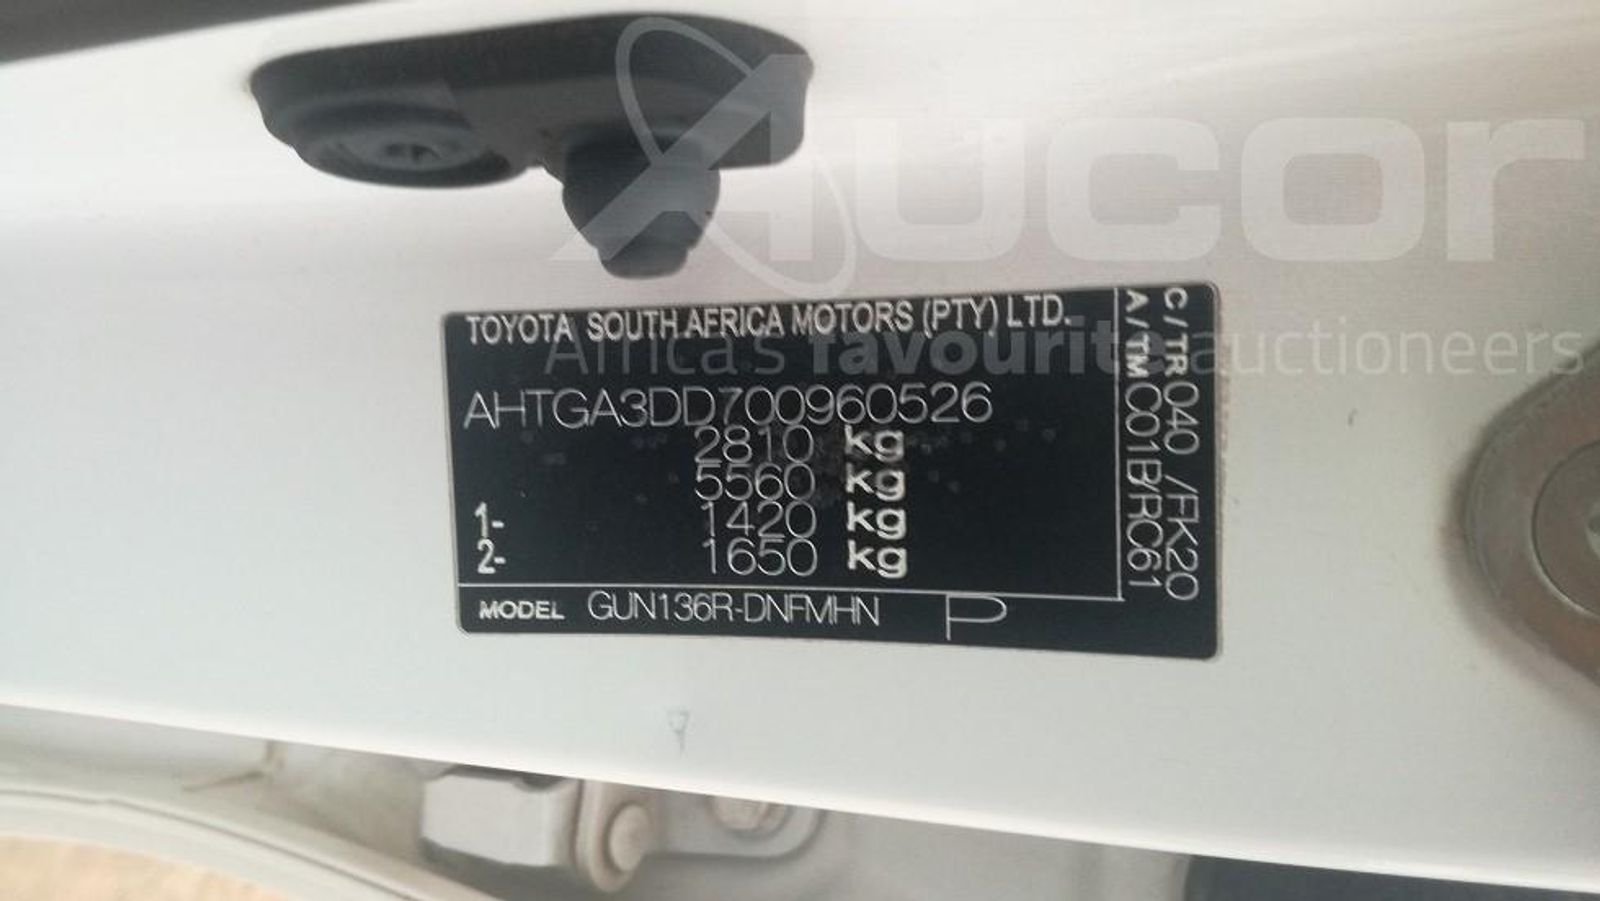 Aucor
Africa's favourite auctioneers
TOYOTA SOUTH AFRICA MOTORS (PTY) LTD.
AHTGA3DD700960526
2810 kg
5560 kg
1- 1420 kg
2- 1650 kg
MODEL GUN136R-DNFMHN P
C/TR 040 /FK20
A/TM C01B/RC61